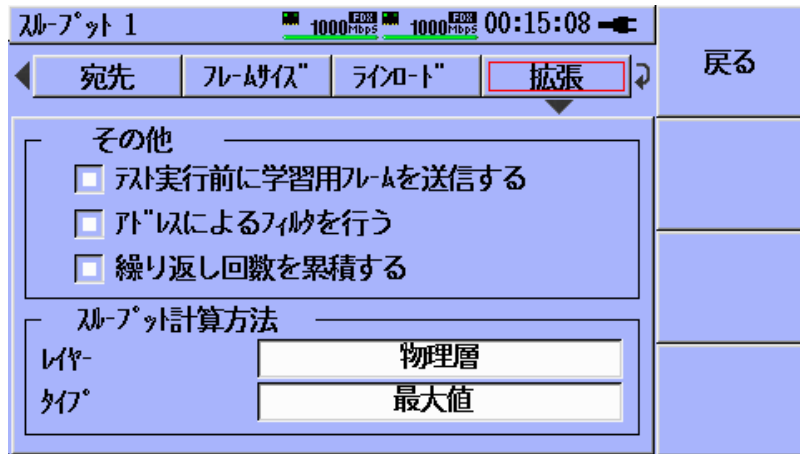 ｽﾙｰﾌﾟｯﾄ 1 1000 FDX Mbps 1000 FDX Mbps 00:15:08
宛先 ﾌﾚｰﾑｻｲｽﾞ ﾗｲﾝﾛｰﾄﾞ 拡張
戻る
その他
ﾃｽﾄ実行前に学習用ﾌﾚｰﾑを送信する
ｱﾄﾞﾚｽによるﾌｨﾙﾀを行う
繰り返し回数を累積する
ｽﾙｰﾌﾟｯﾄ計算方法
ﾚｲﾔｰ 物理層
ﾀｲﾌﾟ 最大値